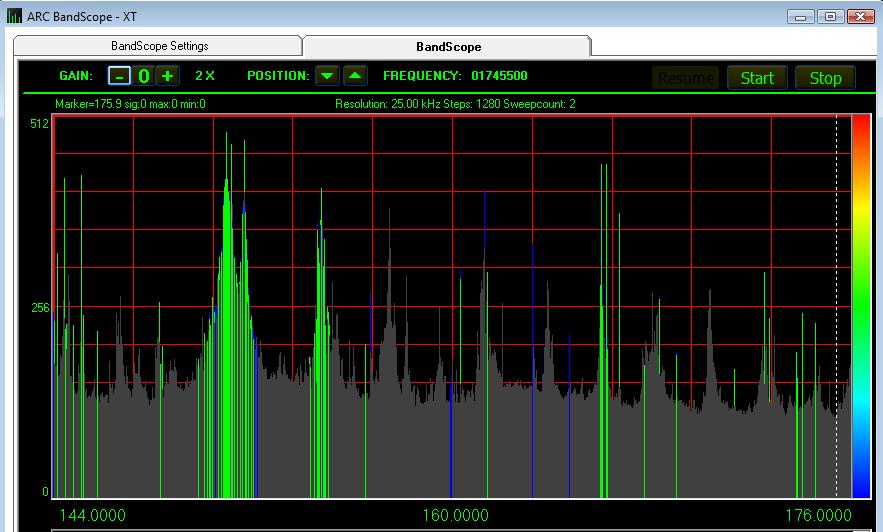 ARC BandScope - XT
BandScope Settings BandScope
GAIN: - 0 + 2 X POSITION: FREQUENCY: 01745500 Resume Start Stop
Marker=175.9 sig:0 max:0 min:0 Resolution: 25.00 kHz Steps: 1280 Sweepcount: 2
512
256
0
144.0000 160.0000 176.0000